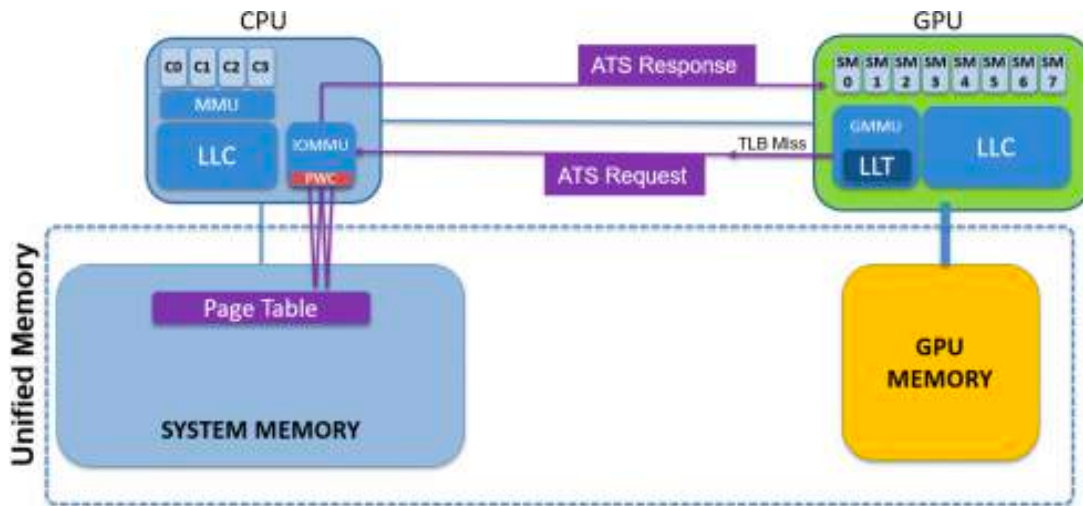 CPU
GPU
C0 C1 C2 C3
MMU
LLC
IOMMU
PWC
ATS Response
TLB Miss
ATS Request
SM 0
SM 1
SM 2
SM 3
SM 4
SM 5
SM 6
SM 7
GMMU
LLT
LLC
Unified Memory
Page Table
SYSTEM MEMORY
GPU
MEMORY